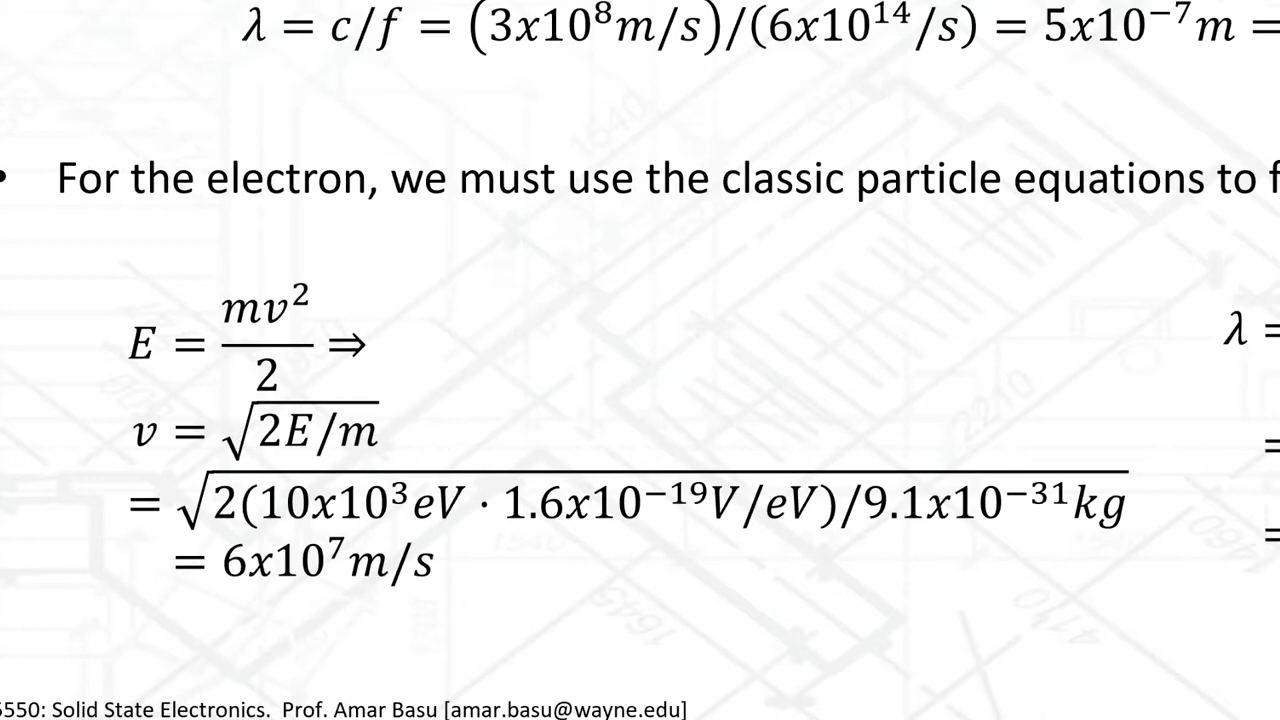 λ = c/f = (3x10⁸m/s)/(6x10¹⁴/s) = 5x10⁻⁷m =
• For the electron, we must use the classic particle equations to f
E = mv²/2 ⇒
v = √(2E/m)
= √(2(10x10³eV · 1.6x10⁻¹⁹V/eV)/9.1x10⁻³¹kg)
= 6x10⁷m/s
λ =
=
=
5550: Solid State Electronics. Prof. Amar Basu [amar.basu@wayne.edu]